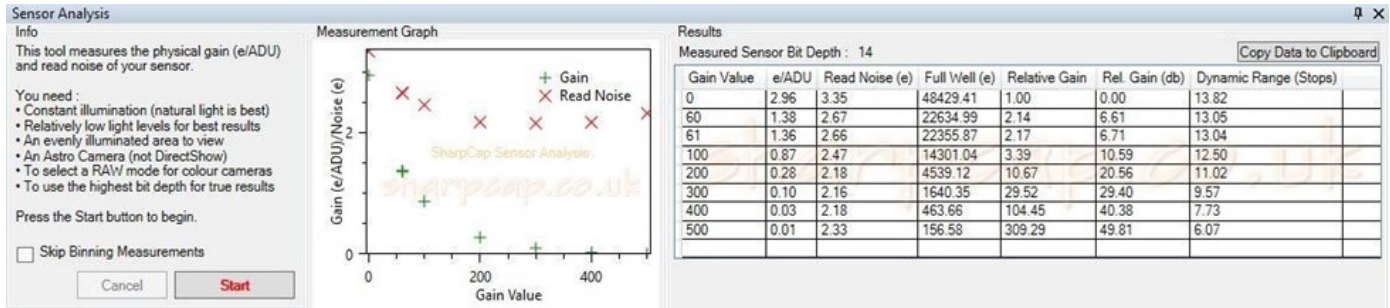 Sensor Analysis
Info
This tool measures the physical gain (e/ADU)
and read noise of your sensor.
You need :
• Constant illumination (natural light is best)
• Relatively low light levels for best results
• An evenly illuminated area to view
• An Astro Camera (not DirectShow)
• To select a RAW mode for colour cameras
• To use the highest bit depth for true results
Press the Start button to begin.
Skip Binning Measurements
Cancel Start
Measurement Graph
Gain (e/ADU)/Noise (e)
+ Gain
× Read Noise
SharpCap Sensor Analysis
sharpcap.co.uk
2
0
0 200 400
Gain Value
Results
Measured Sensor Bit Depth : 14
Copy Data to Clipboard
Gain Value e/ADU Read Noise (e) Full Well (e) Relative Gain Rel. Gain (db) Dynamic Range (Stops)
0 2.96 3.35 48429.41 1.00 0.00 13.82
60 1.38 2.67 22634.99 2.14 6.61 13.05
61 1.36 2.66 22355.87 2.17 6.71 13.04
100 0.87 2.47 14301.04 3.39 10.59 12.50
200 0.28 2.18 4539.12 10.67 20.56 11.02
300 0.10 2.16 1640.35 29.52 29.40 9.57
400 0.03 2.18 463.66 104.45 40.38 7.73
500 0.01 2.33 156.58 309.29 49.81 6.07
sharpcap.co.uk